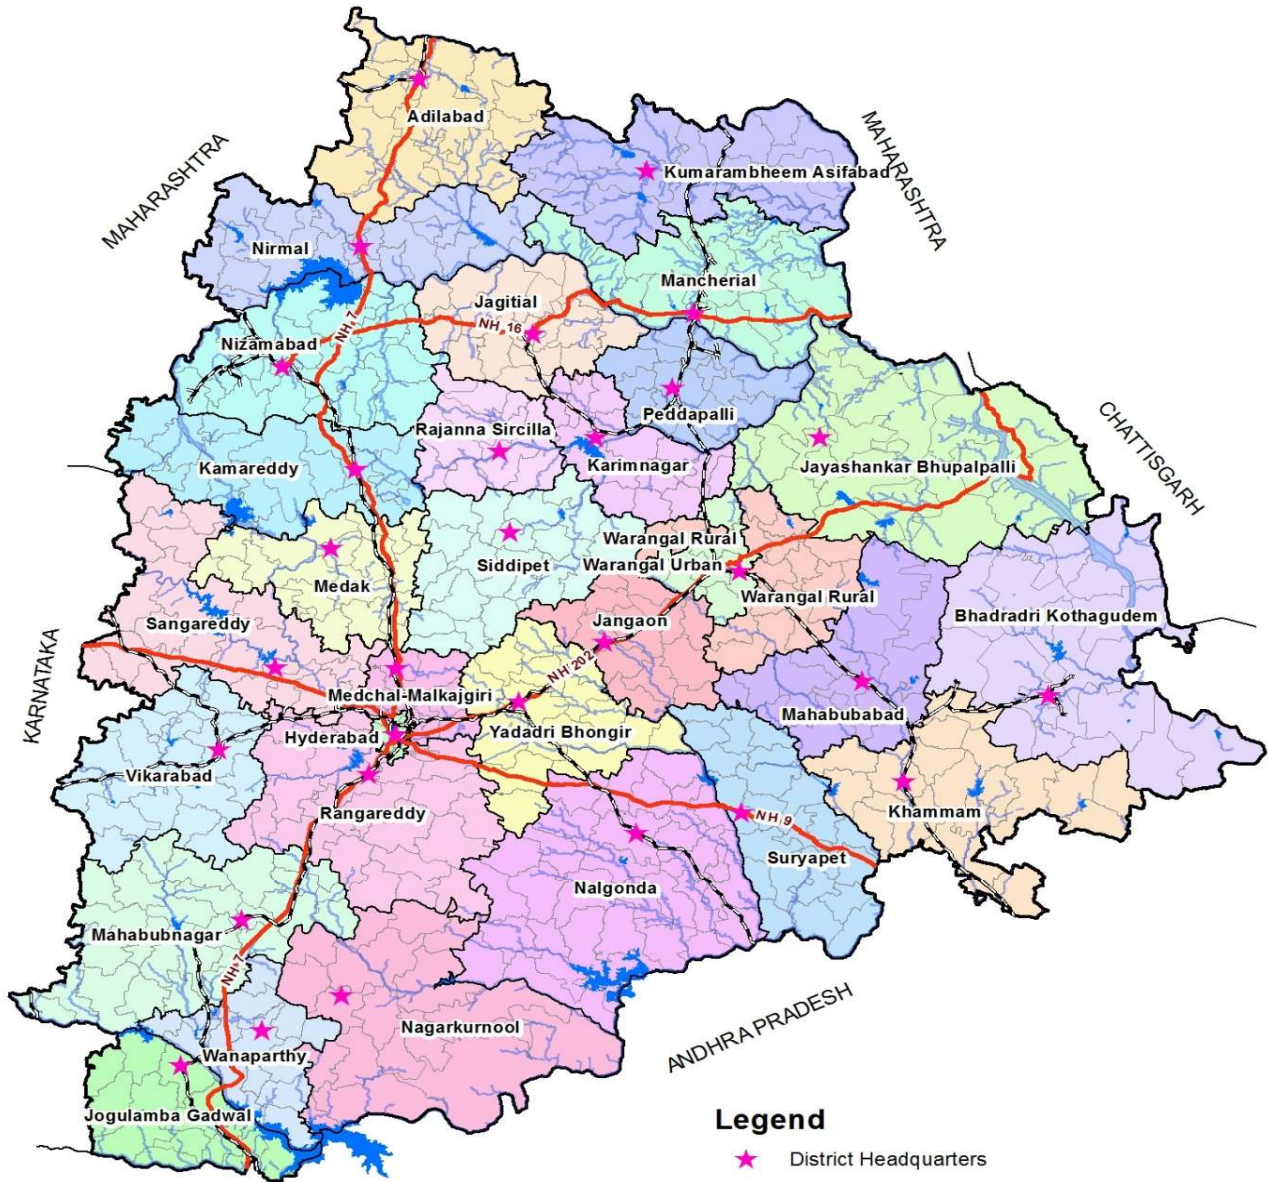 Adilabad
MAHARASHTRA
MAHARASHTRA
Kumarambheem Asifabad
Nirmal
Mancherial
Jagitial
NH 16
NH 7
Nizamabad
Peddapalli
Rajanna Sircilla
Karimnagar
Kamareddy
Jayashankar Bhupalpalli
CHATTISGARH
Warangal Rural
Siddipet
Warangal Urban
Medak
Warangal Rural
Sangareddy
Jangaon
Bhadradri Kothagudem
KARNATAKA
NH 202
Medchal-Malkajgiri
Mahabubabad
Hyderabad
Yadadri Bhongir
Vikarabad
Rangareddy
NH 9
Khammam
Suryapet
Nalgonda
Mahabubnagar
NH 7
Nagarkurnool
ANDHRA PRADESH
Wanaparthy
Jogulamba Gadwal
Legend
District Headquarters